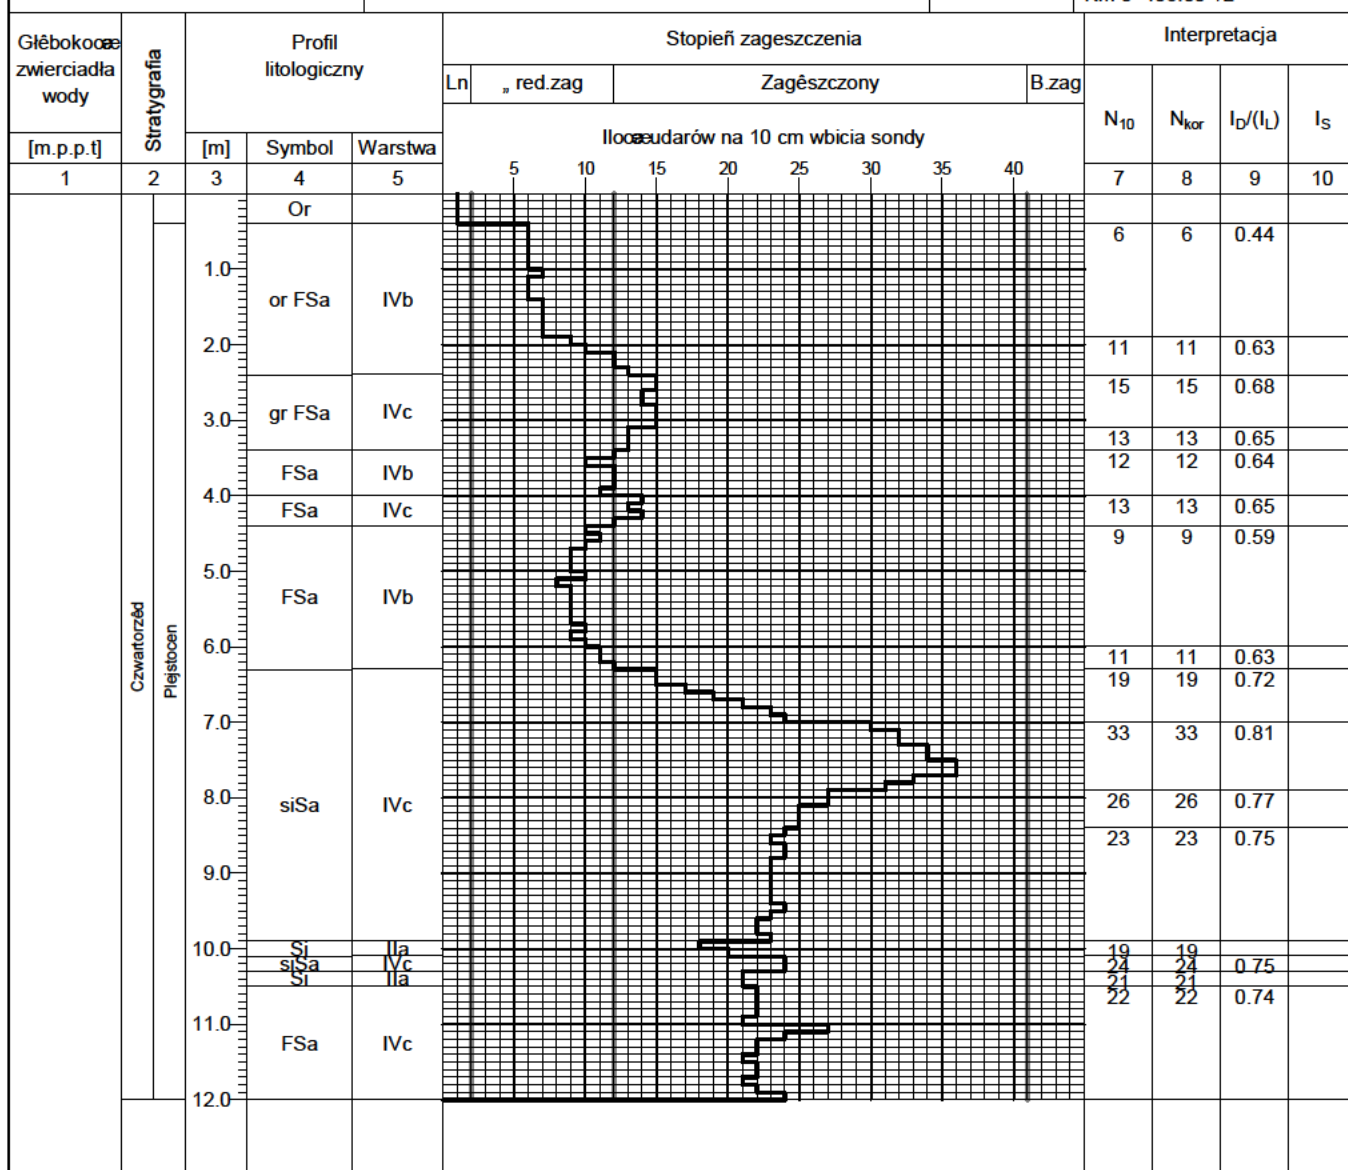 Głêbokoœæ
zwierciadła
wody
Stratygrafia
Profil
litologiczny
Stopieñ zageszczenia
Interpretacja
Ln
„ red.zag
Zagêszczony
B.zag
N10
Nkor
ID/(IL)
IS
[m.p.p.t]
[m]
Symbol
Warstwa
Iloœæ udarów na 10 cm wbicia sondy
5 10 15 20 25 30 35 40
1 2 3 4 5 7 8 9 10
Or
6 6 0.44
1.0
or FSa IVb
2.0
11 11 0.63
15 15 0.68
gr FSa IVc
3.0
13 13 0.65
12 12 0.64
FSa IVb
4.0
FSa IVc 13 13 0.65
9 9 0.59
5.0
FSa IVb
Czwartorzêd
Plejstocen
6.0
11 11 0.63
19 19 0.72
7.0
33 33 0.81
8.0
siSa IVc 26 26 0.77
23 23 0.75
9.0
10.0 Si IIa 19 19
siSa IVc 24 24 0.75
Si IIa 21 21
22 22 0.74
11.0
FSa IVc
12.0